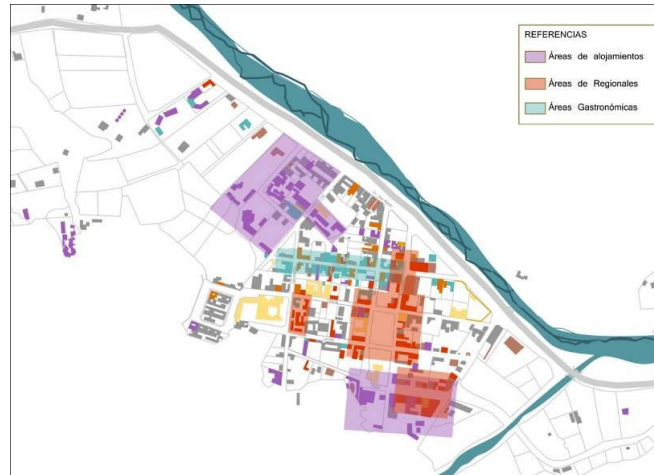 REFERENCIAS
Áreas de alojamientos
Áreas de Regionales
Áreas Gastronómicas